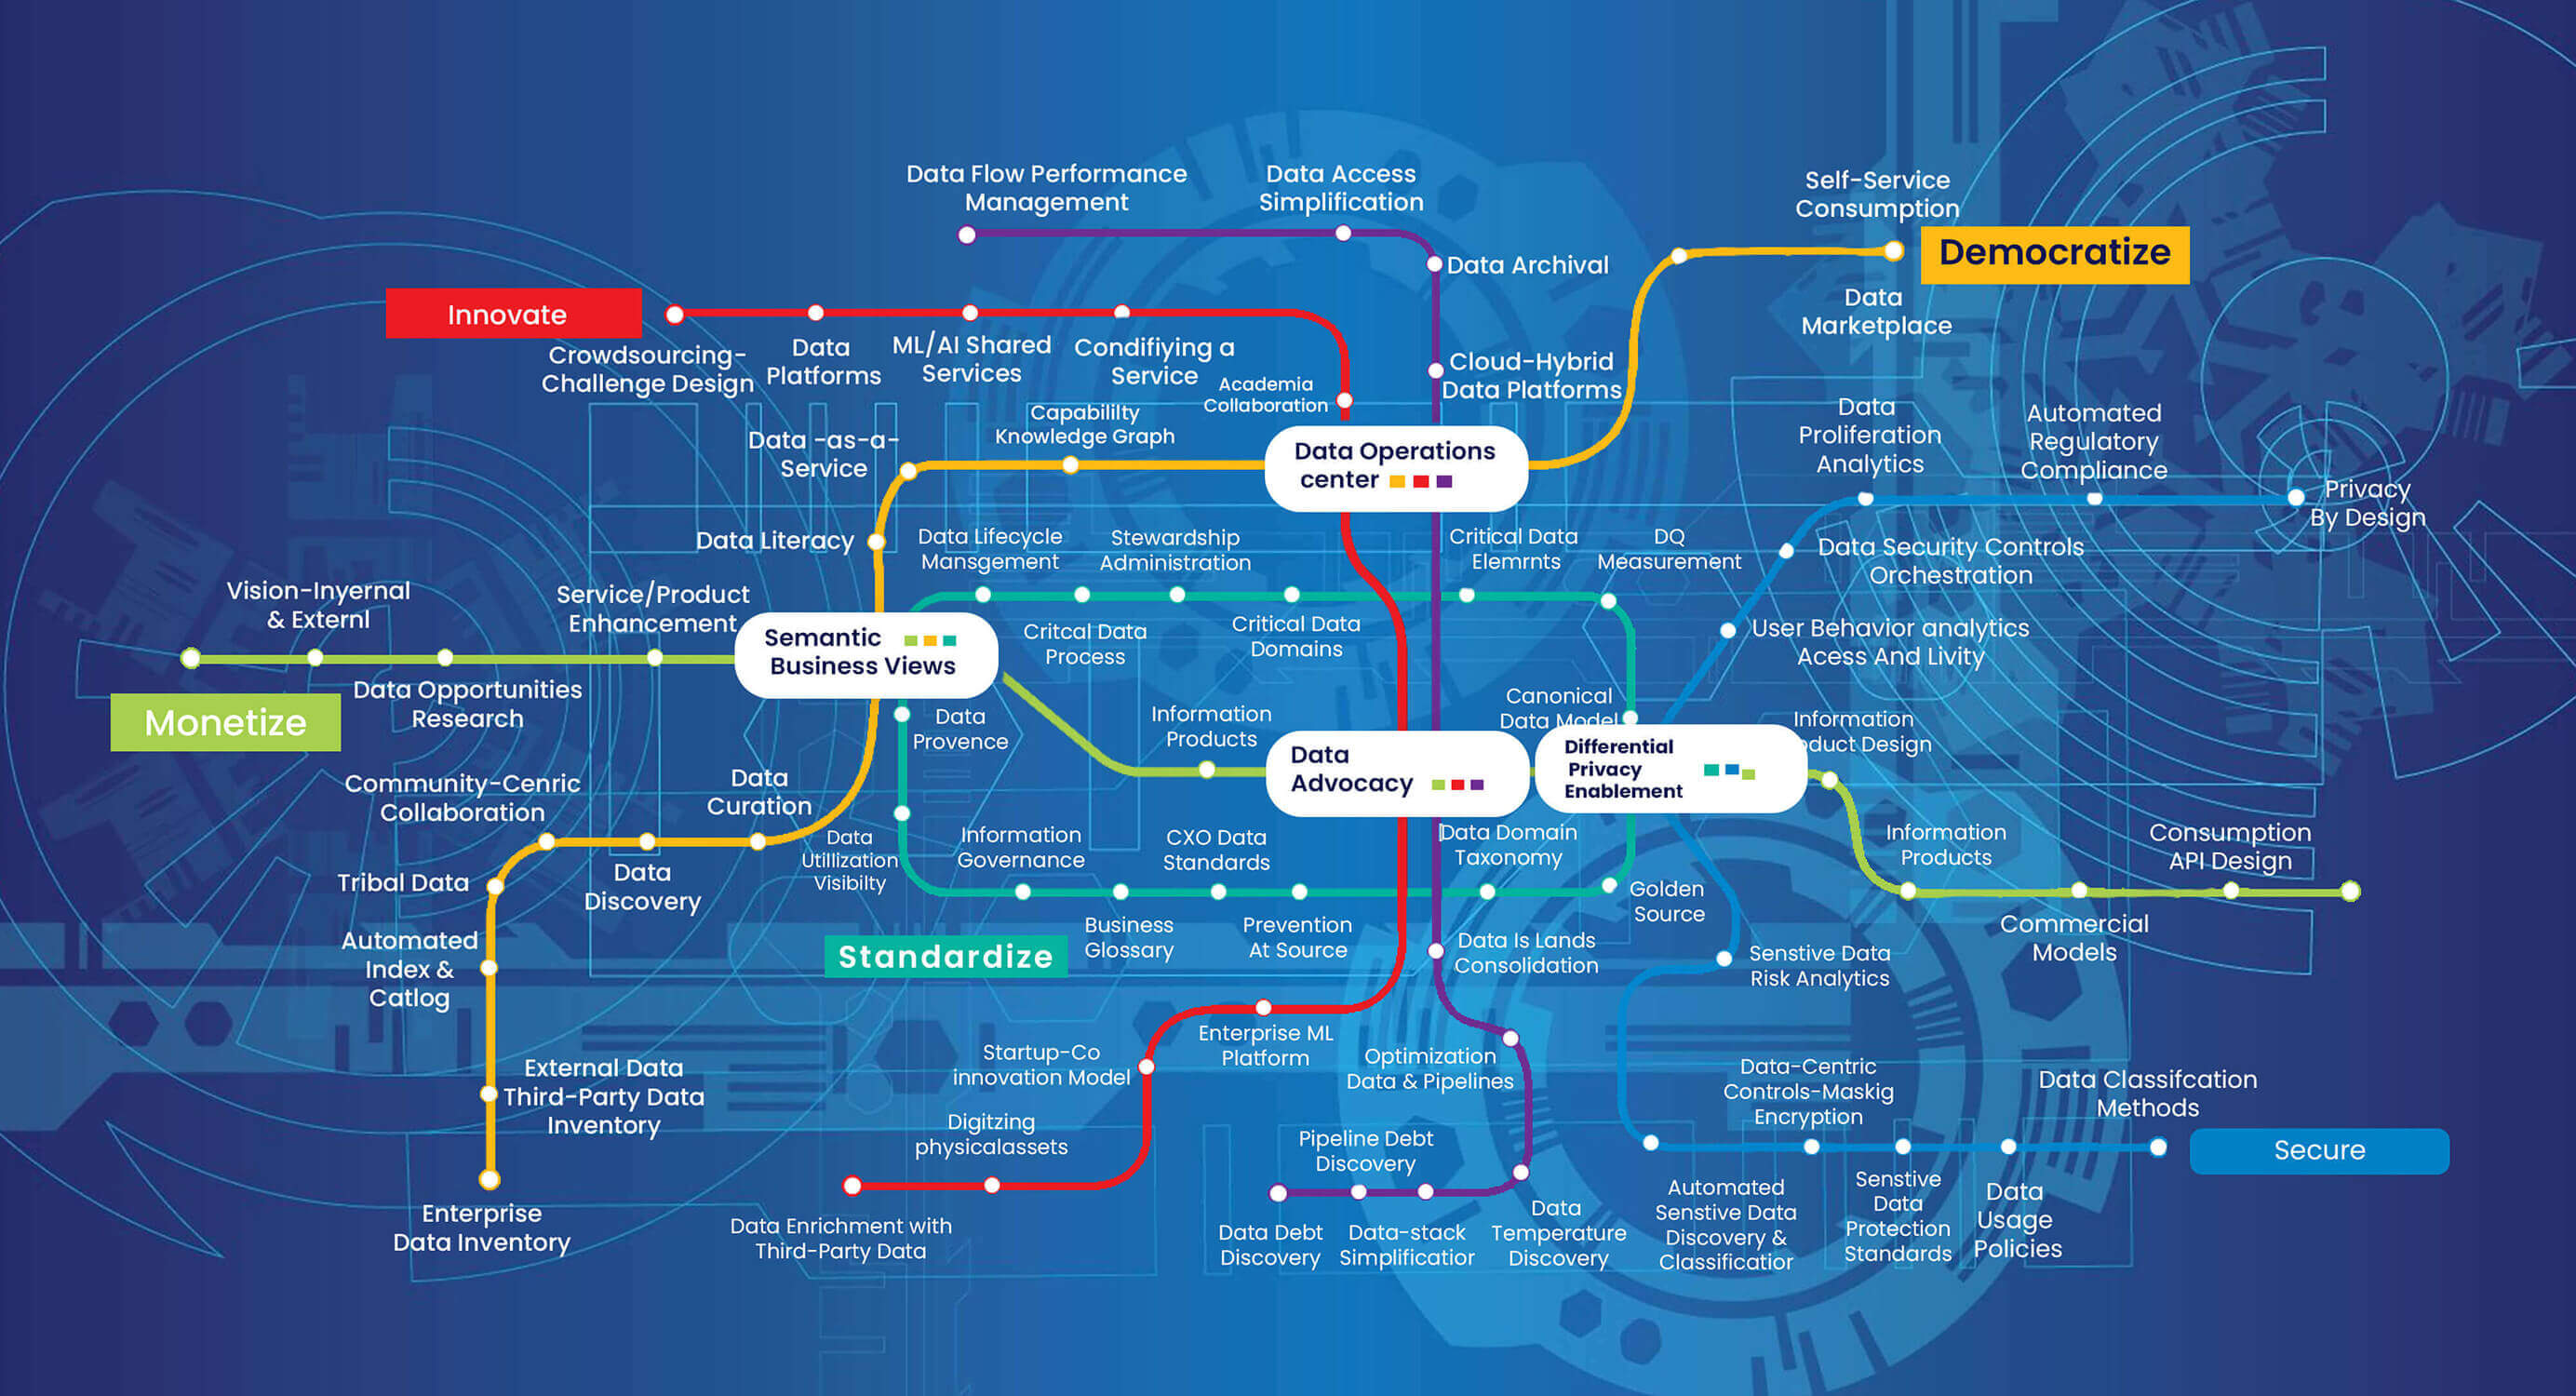 Data Flow Performance
Management
Data Access
Simplification
Self-Service
Consumption
Democratize
Data Archival
Data
Marketplace
Innovate
Crowdsourcing-
Challenge Design
Data
Platforms
ML/AI Shared
Services
Condifiying a
Service
Academia
Collaboration
Cloud-Hybrid
Data Platforms
Capabililty
Knowledge Graph
Data -as-a-
Service
Data Operations
center
Data
Proliferation
Analytics
Automated
Regulatory
Compliance
Privacy
By Design
Data Literacy
Data Lifecycle
Mansgement
Stewardship
Administration
Critical Data
Elemrnts
DQ
Measurement
Data Security Controls
Orchestration
Vision-Inyernal
& Externl
Service/Product
Enhancement
Semantic
Business Views
Critcal Data
Process
Critical Data
Domains
User Behavior analytics
Acess And Livity
Monetize
Data Opportunities
Research
Data
Provence
Information
Products
Canonical
Data Model
Data
Advocacy
Differential
Privacy
Enablement
Information
oduct Design
Community-Cenric
Collaboration
Data
Curation
Data
Utillization
Visibilty
Information
Governance
CXO Data
Standards
Data Domain
Taxonomy
Information
Products
Consumption
API Design
Tribal Data
Data
Discovery
Golden
Source
Business
Glossary
Prevention
At Source
Commercial
Models
Automated
Index &
Catlog
Standardize
Data Is Lands
Consolidation
Senstive Data
Risk Analytics
External Data
Third-Party Data
Inventory
Startup-Co
innovation Model
Enterprise ML
Platform
Optimization
Data & Pipelines
Data-Centric
Controls-Maskig
Encryption
Data Classifcation
Methods
Digitzing
physicalassets
Pipeline Debt
Discovery
Secure
Enterprise
Data Inventory
Data Enrichment with
Third-Party Data
Data Debt
Discovery
Data-stack
Simplificatior
Data
Temperature
Discovery
Automated
Senstive Data
Discovery &
Classificatior
Senstive
Data
Protection
Standards
Data
Usage
Policies